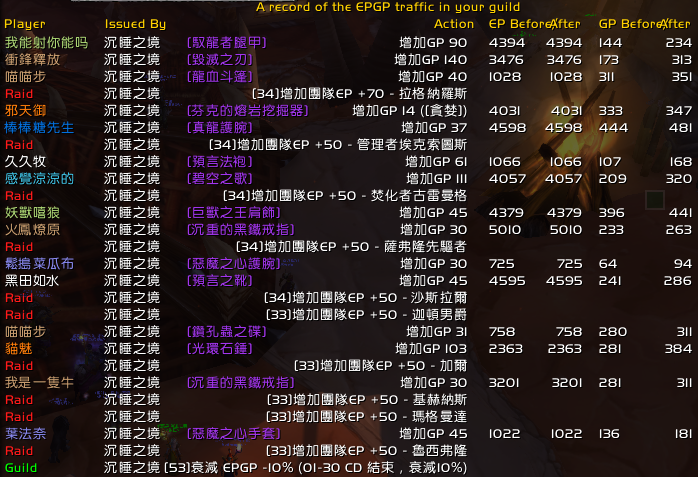 A record of the EPGP traffic in your guild
Player Issued By Action EP Before After GP Before After
我能射你能吗 沉睡之境 [馭龍者腿甲] 增加GP 90 4394 4394 144 234
衝鋒釋放 沉睡之境 [毀滅之刃] 增加GP 140 3476 3476 173 313
喵喵步 沉睡之境 [龍血斗篷] 增加GP 40 1028 1028 311 351
Raid 沉睡之境 [34]增加團隊EP +70 - 拉格納羅斯
邪天御 沉睡之境 [芬克的熔岩挖掘器] 增加GP 14 ([貪婪]) 4031 4031 333 347
棒棒糖先生 沉睡之境 [真龍護腕] 增加GP 37 4598 4598 444 481
Raid 沉睡之境 [34]增加團隊EP +50 - 管理者埃克索圖斯
久久牧 沉睡之境 [預言法袍] 增加GP 61 1066 1066 107 168
感覺涼涼的 沉睡之境 [碧空之歌] 增加GP 111 4057 4057 209 320
Raid 沉睡之境 [34]增加團隊EP +50 - 焚化者古雷曼格
妖獸嘻狼 沉睡之境 [巨獸之王肩飾] 增加GP 45 4379 4379 396 441
火鳳燎原 沉睡之境 [沉重的黑鐵戒指] 增加GP 30 5010 5010 233 263
Raid 沉睡之境 [34]增加團隊EP +50 - 薩弗隆先驅者
鬆搗菜瓜布 沉睡之境 [惡魔之心護腕] 增加GP 30 725 725 64 94
黑田如水 沉睡之境 [預言之靴] 增加GP 45 4595 4595 241 286
Raid 沉睡之境 [34]增加團隊EP +50 - 沙斯拉爾
Raid 沉睡之境 [33]增加團隊EP +50 - 迦頓男爵
喵喵步 沉睡之境 [鑽孔蟲之碟] 增加GP 31 758 758 280 311
貓魅 沉睡之境 [光環石錘] 增加GP 103 2363 2363 281 384
Raid 沉睡之境 [33]增加團隊EP +50 - 加爾
我是一隻牛 沉睡之境 [沉重的黑鐵戒指] 增加GP 30 3201 3201 281 311
Raid 沉睡之境 [33]增加團隊EP +50 - 基赫納斯
Raid 沉睡之境 [33]增加團隊EP +50 - 瑪格曼達
葉法奈 沉睡之境 [惡魔之心手套] 增加GP 45 1022 1022 136 181
Raid 沉睡之境 [34]增加團隊EP +50 - 魯西弗隆
Guild 沉睡之境 [53]衰減 EPGP -10% (01-30 CD 結束，衰減10%)